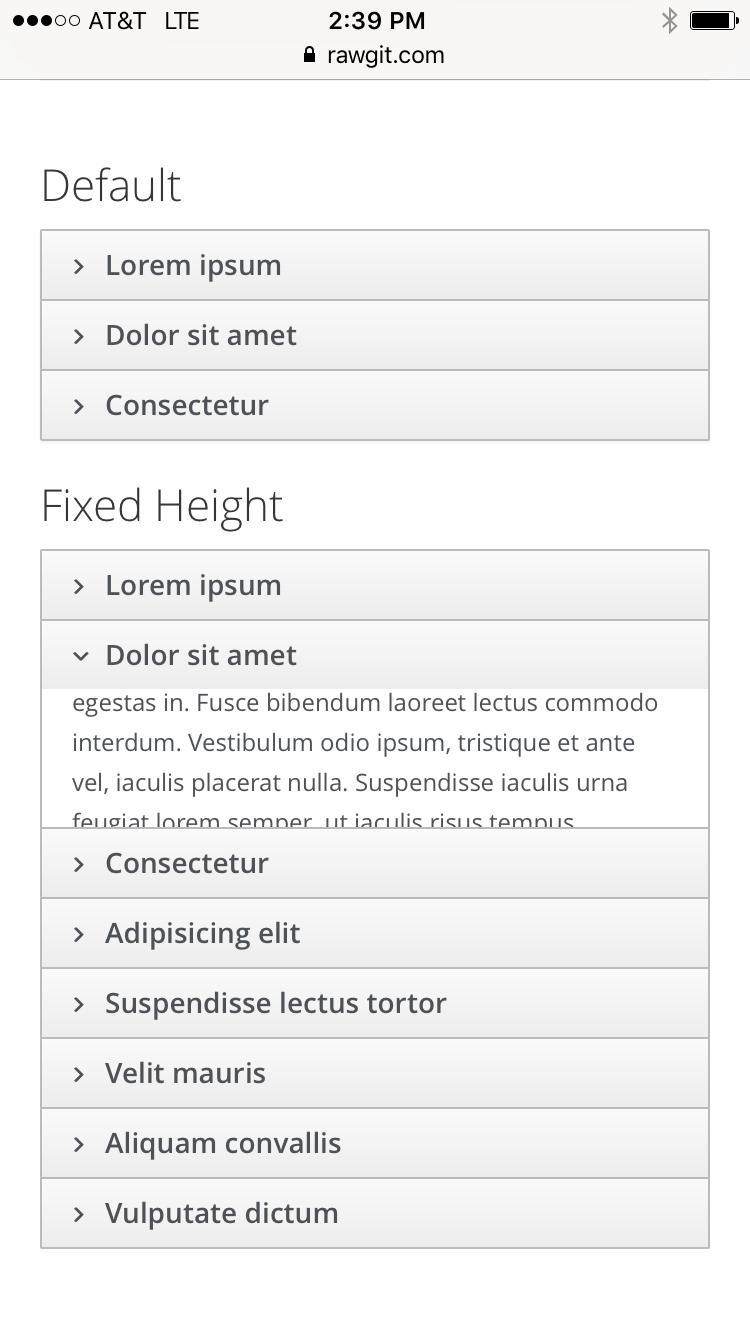 AT&T LTE 2:39 PM
rawgit.com
Default
Lorem ipsum
Dolor sit amet
Consectetur
Fixed Height
Lorem ipsum
Dolor sit amet
egestas in. Fusce bibendum laoreet lectus commodo
interdum. Vestibulum odio ipsum, tristique et ante
vel, iaculis placerat nulla. Suspendisse iaculis urna
feugiat lorem semper, ut iaculis risus tempus
Consectetur
Adipisicing elit
Suspendisse lectus tortor
Velit mauris
Aliquam convallis
Vulputate dictum